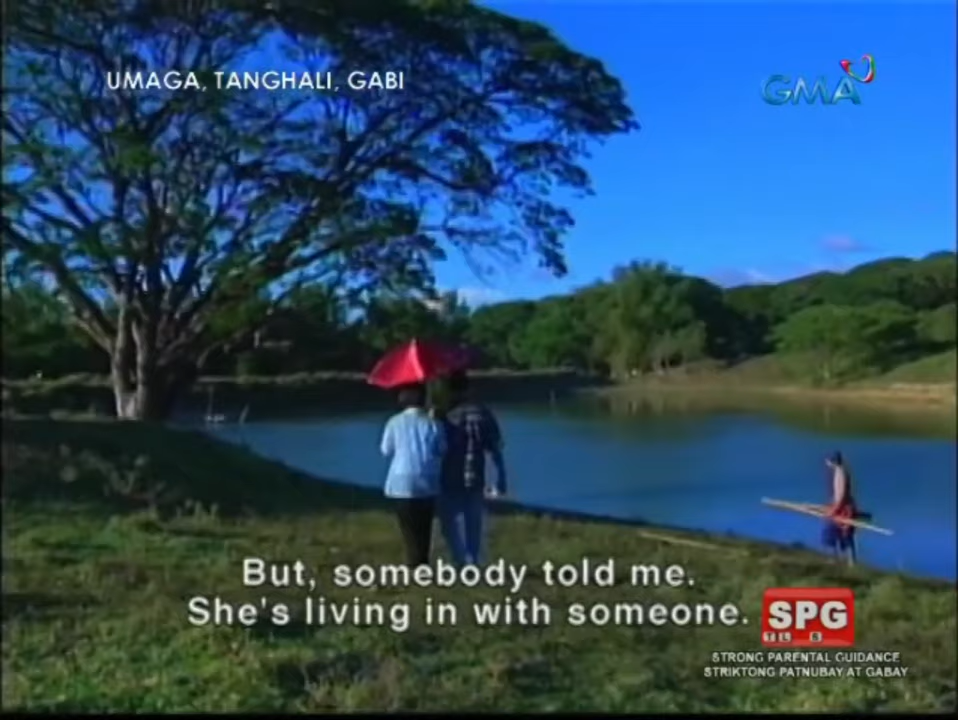 UMAGA, TANGHALI, GABI
GMA
But, somebody told me.
She's living in with someone.
SPG
TL S
STRONG PARENTAL GUIDANCE
STRIKTONG PATNUBAY AT GABAY